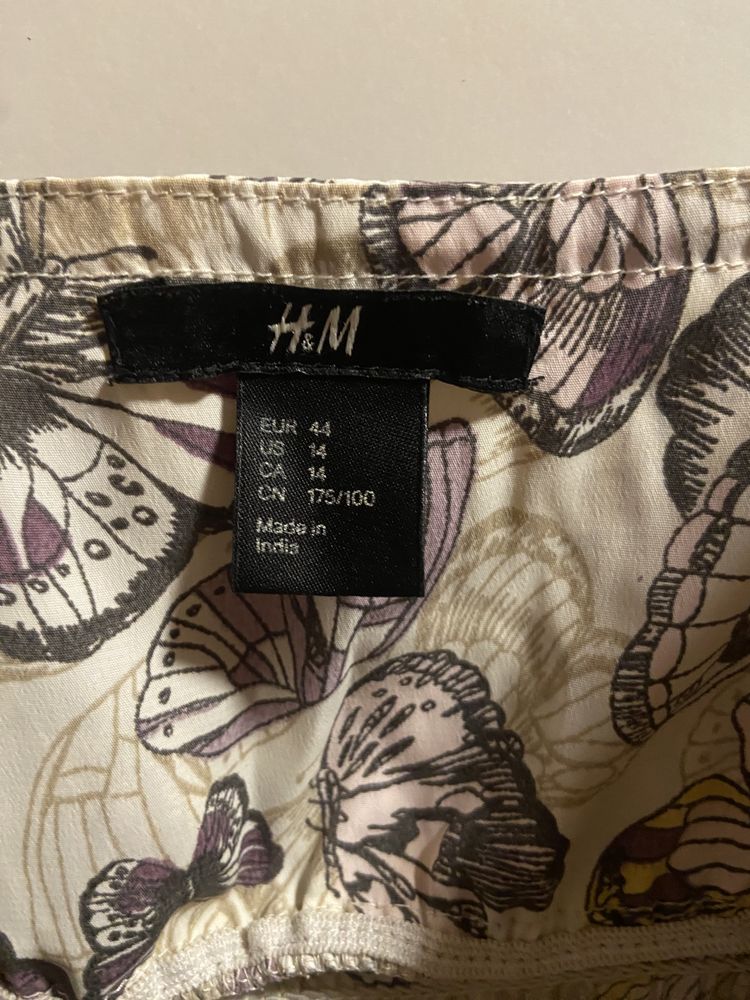 H&M
EUR 44
US 14
CA 14
CN 175/100
Made in
India